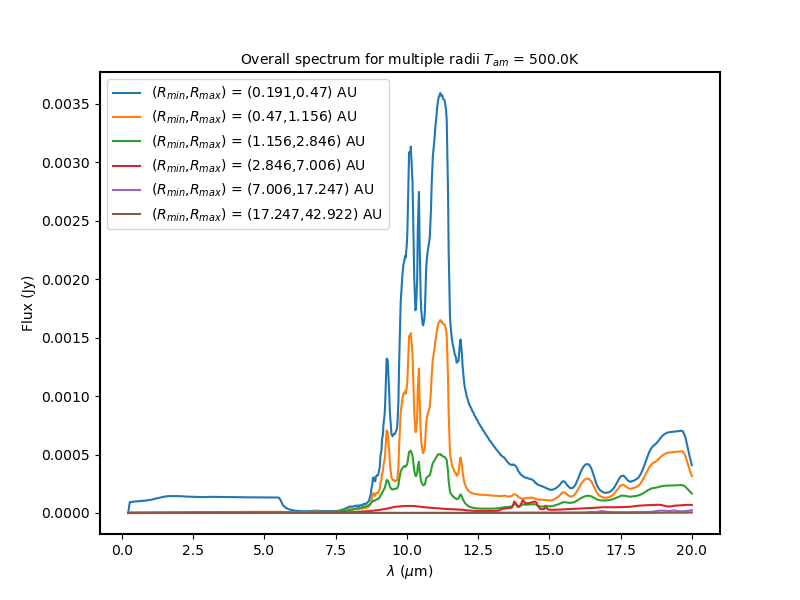 Overall spectrum for multiple radii T_am = 500.0K
(R_min,R_max) = (0.191,0.47) AU
(R_min,R_max) = (0.47,1.156) AU
(R_min,R_max) = (1.156,2.846) AU
(R_min,R_max) = (2.846,7.006) AU
(R_min,R_max) = (7.006,17.247) AU
(R_min,R_max) = (17.247,42.922) AU
Flux (Jy)
0.0035
0.0030
0.0025
0.0020
0.0015
0.0010
0.0005
0.0000
0.0 2.5 5.0 7.5 10.0 12.5 15.0 17.5 20.0
λ (μm)